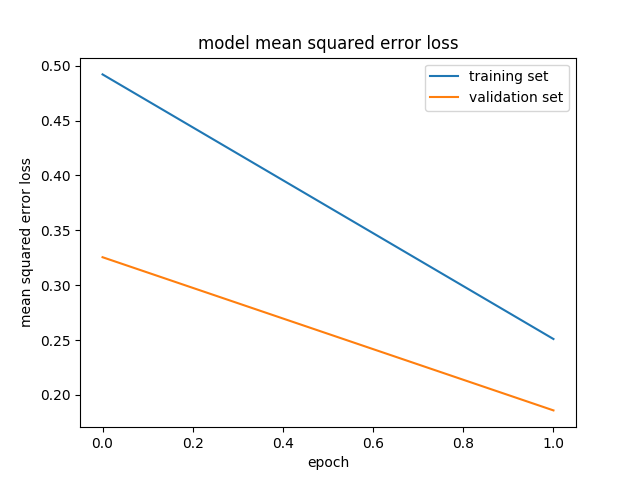 model mean squared error loss
training set
validation set
0.50
0.45
0.40
0.35
0.30
0.25
0.20
mean squared error loss
0.0 0.2 0.4 0.6 0.8 1.0
epoch